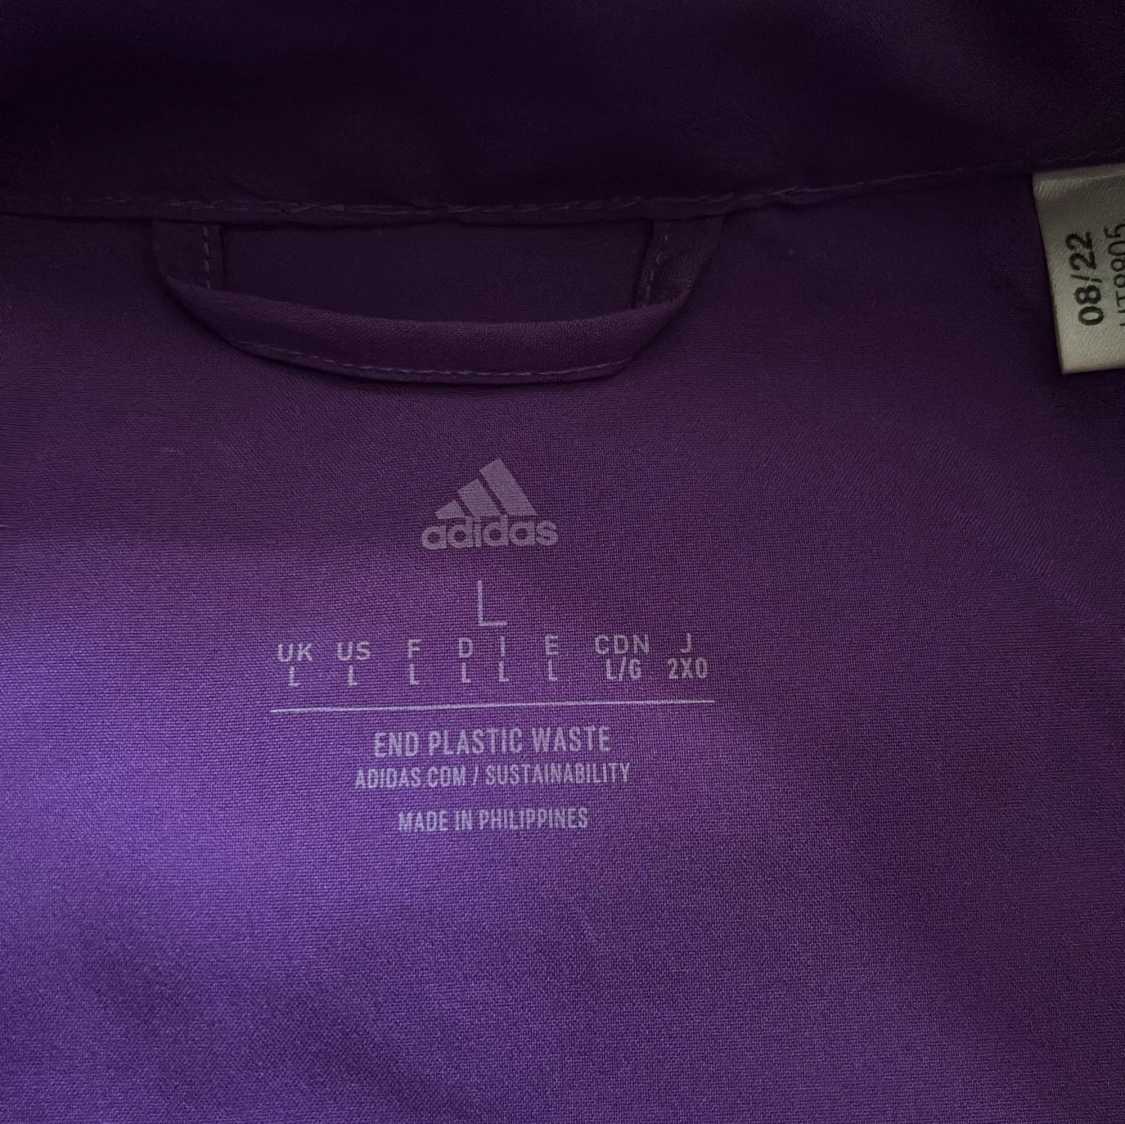 adidas
L
UK US F D I E CDN J
L L L L L L L/G 2XO
END PLASTIC WASTE
ADIDAS.COM / SUSTAINABILITY
MADE IN PHILIPPINES
08/22